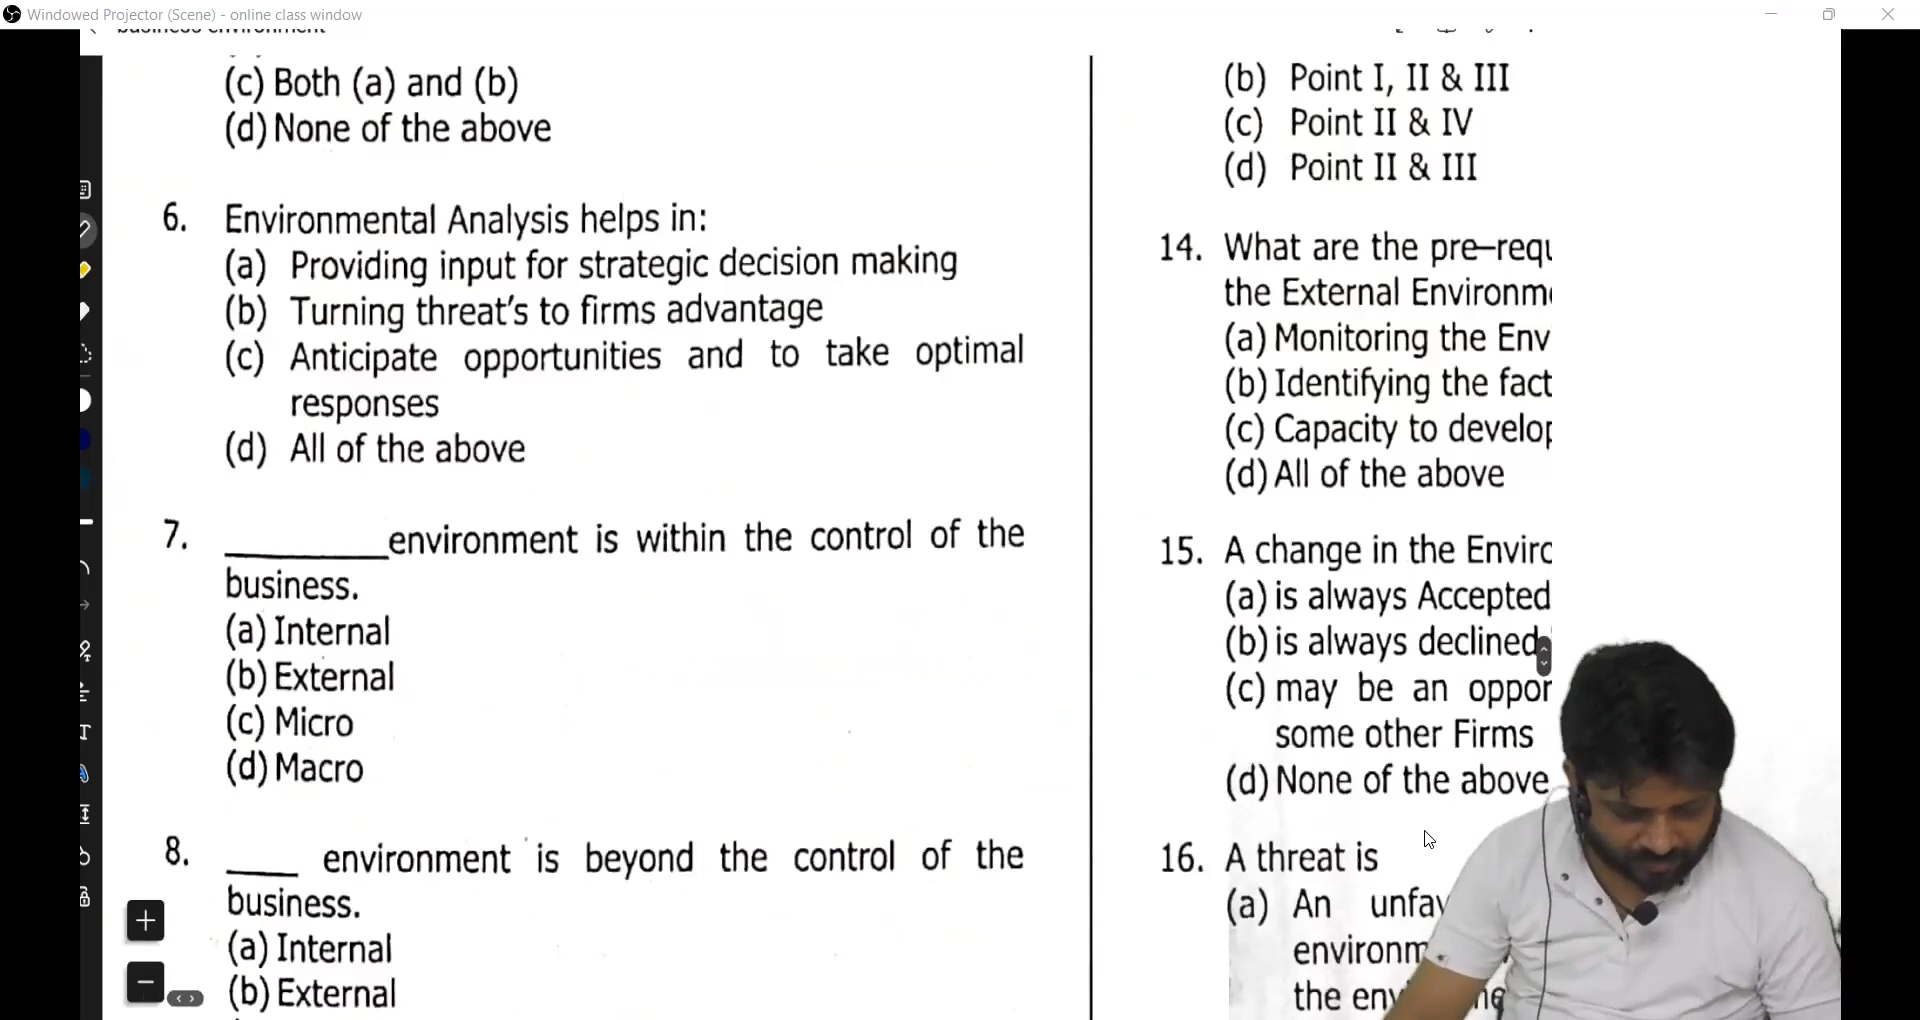 Windowed Projector (Scene) - online class window
business environment
(c) Both (a) and (b)
(d) None of the above
6. Environmental Analysis helps in:
(a) Providing input for strategic decision making
(b) Turning threat's to firms advantage
(c) Anticipate opportunities and to take optimal
responses
(d) All of the above
7. ________environment is within the control of the
business.
(a) Internal
(b) External
(c) Micro
(d) Macro
8. ____ environment is beyond the control of the
business.
(a) Internal
(b) External
(b) Point I, II & III
(c) Point II & IV
(d) Point II & III
14. What are the pre-requ
the External Environm
(a) Monitoring the Env
(b) Identifying the fact
(c) Capacity to develop
(d) All of the above
15. A change in the Enviro
(a) is always Accepted
(b) is always declined
(c) may be an oppor
some other Firms
(d) None of the above
16. A threat is
(a) An unfav
environm
the env